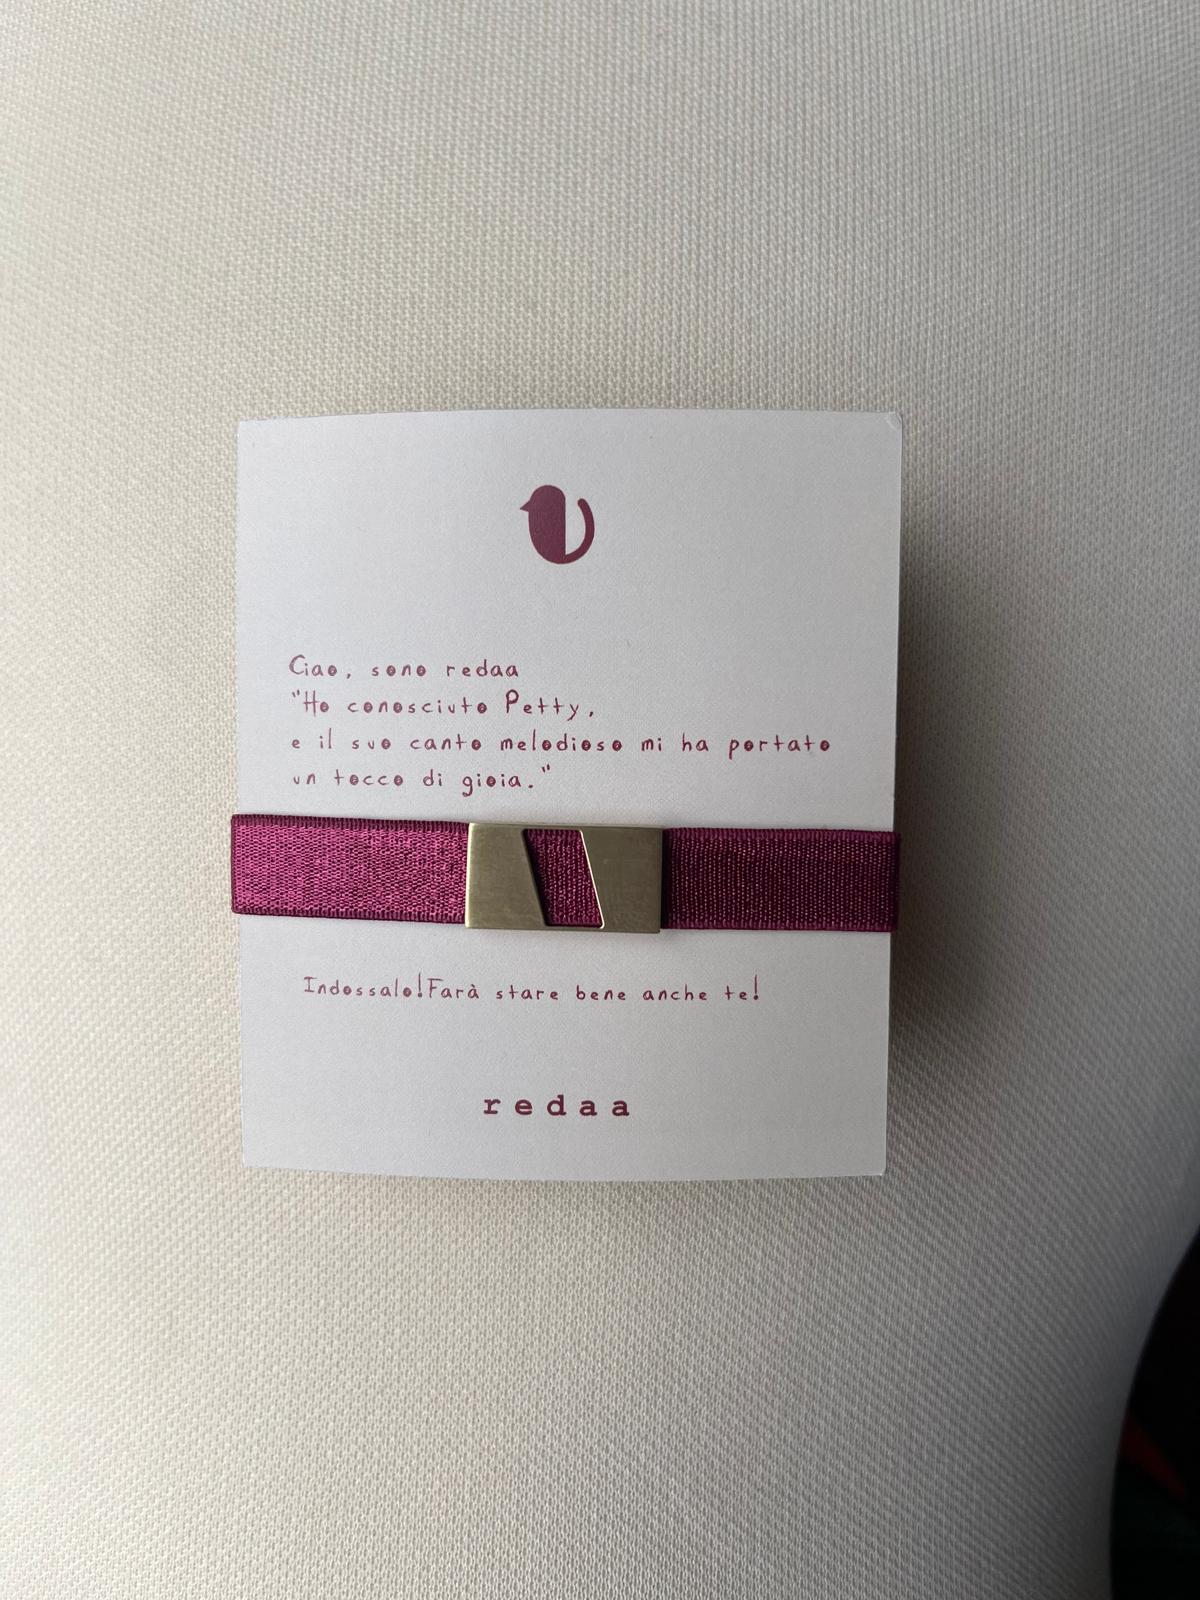 Ciao, sono redaa
"Ho conosciuto Petty,
e il suo canto melodioso mi ha portato
un tocco di gioia."
Indossalo!Farà stare bene anche te!
redaa